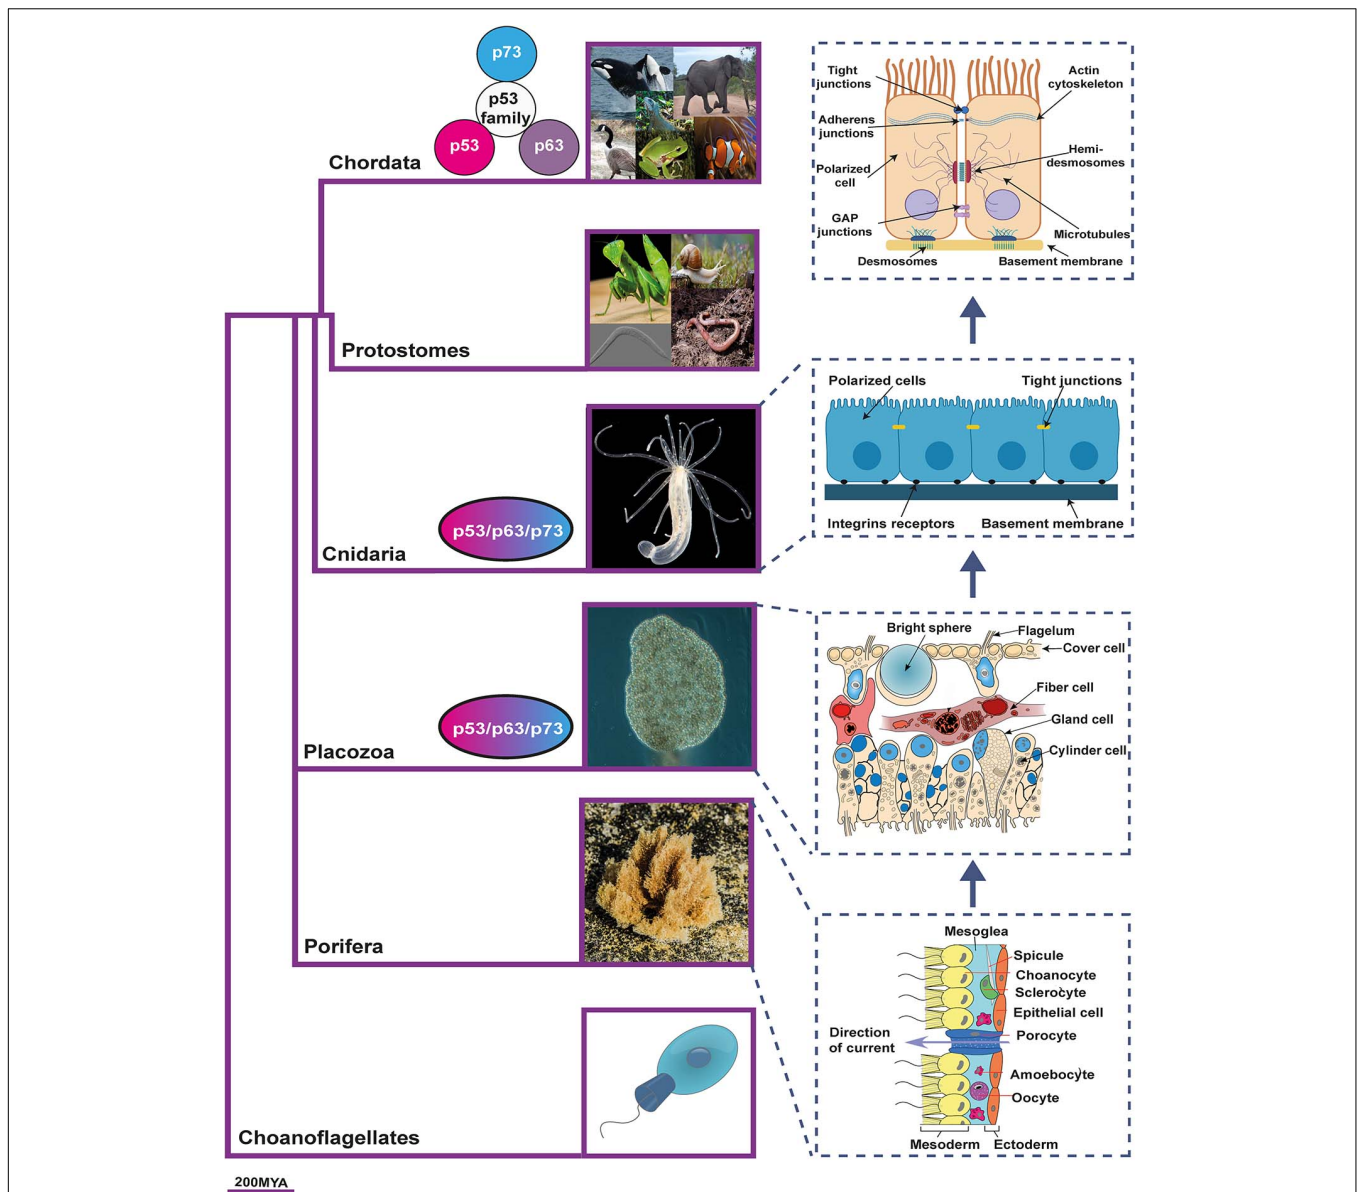 p73
p53
family
p53
p63
Chordata
Protostomes
p53/p63/p73
Cnidaria
p53/p63/p73
Placozoa
Porifera
Choanoflagellates
200MYA
Tight
junctions
Actin
cytoskeleton
Adherens
junctions
Hemi-
desmosomes
Polarized
cell
GAP
junctions
Microtubules
Desmosomes
Basement membrane
Polarized cells
Tight junctions
Integrins receptors
Basement membrane
Bright sphere
Flagelum
Cover cell
Fiber cell
Gland cell
Cylinder cell
Mesoglea
Spicule
Choanocyte
Sclerocyte
Epithelial cell
Porocyte
Direction
of current
Amoebocyte
Oocyte
Mesoderm
Ectoderm